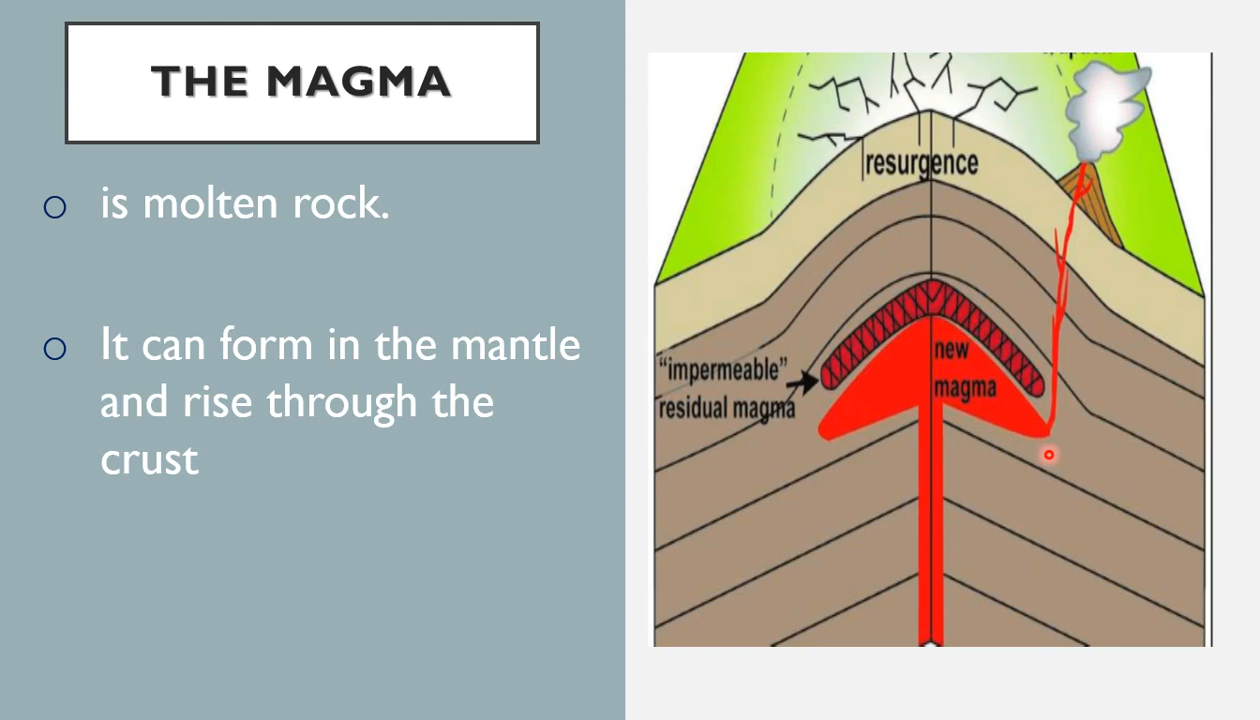 THE MAGMA
is molten rock.
It can form in the mantle
and rise through the
crust
resurgence
"impermeable"
residual magma
new
magma